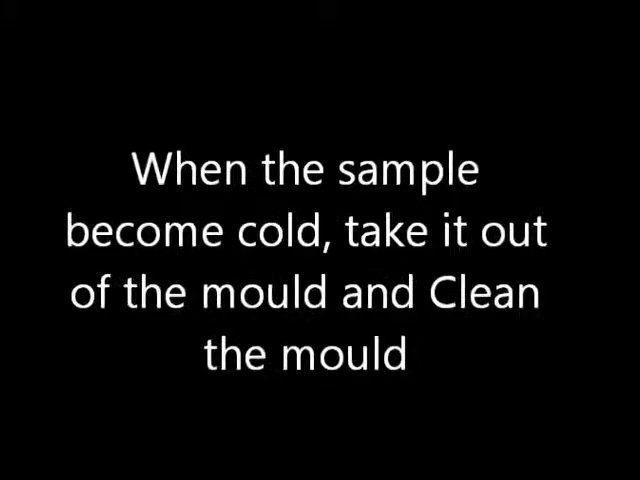 When the sample
become cold, take it out
of the mould and Clean
the mould